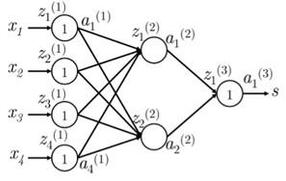 z₁⁽¹⁾ a₁⁽¹⁾
x₁ 1
z₁⁽²⁾ a₁⁽²⁾
z₂⁽¹⁾
x₂ 1
z₁⁽³⁾ a₁⁽³⁾
1 s
z₃⁽¹⁾
x₃ 1
z₂⁽²⁾
a₂⁽²⁾
z₄⁽¹⁾
x₄ 1
a₄⁽¹⁾